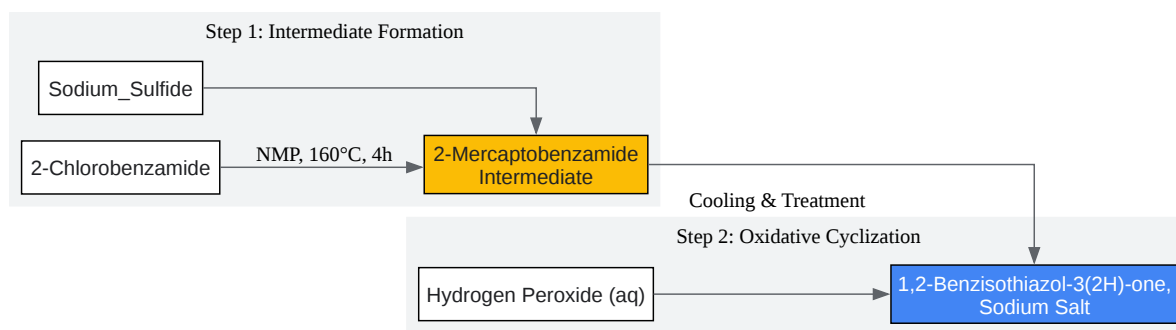 Step 1: Intermediate Formation
Sodium_Sulfide
2-Chlorobenzamide
NMP, 160°C, 4h
2-Mercaptobenzamide
Intermediate
Cooling & Treatment
Step 2: Oxidative Cyclization
Hydrogen Peroxide (aq)
1,2-Benzisothiazol-3(2H)-one,
Sodium Salt